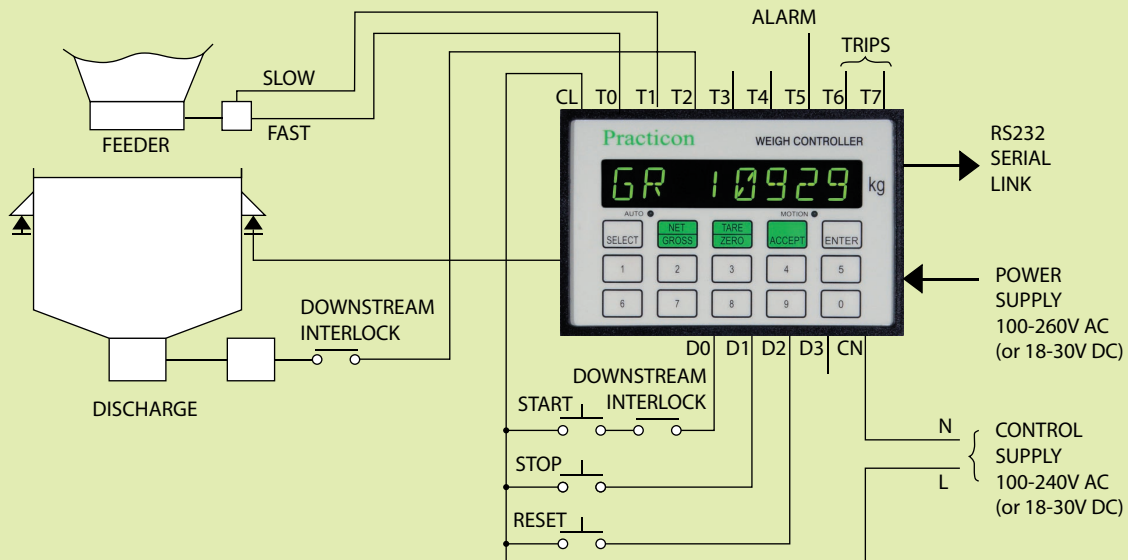 ALARM
TRIPS
SLOW
FAST
FEEDER
CL T0 T1 T2 T3 T4 T5 T6 T7
Practicon WEIGH CONTROLLER
GR 10929 kg
AUTO MOTION
SELECT NET GROSS TARE ZERO ACCEPT ENTER
1 2 3 4 5
6 7 8 9 0
RS232
SERIAL
LINK
POWER
SUPPLY
100-260V AC
(or 18-30V DC)
DOWNSTREAM
INTERLOCK
DISCHARGE
D0 D1 D2 D3 CN
DOWNSTREAM
INTERLOCK
START
STOP
RESET
N
L
CONTROL
SUPPLY
100-240V AC
(or 18-30V DC)